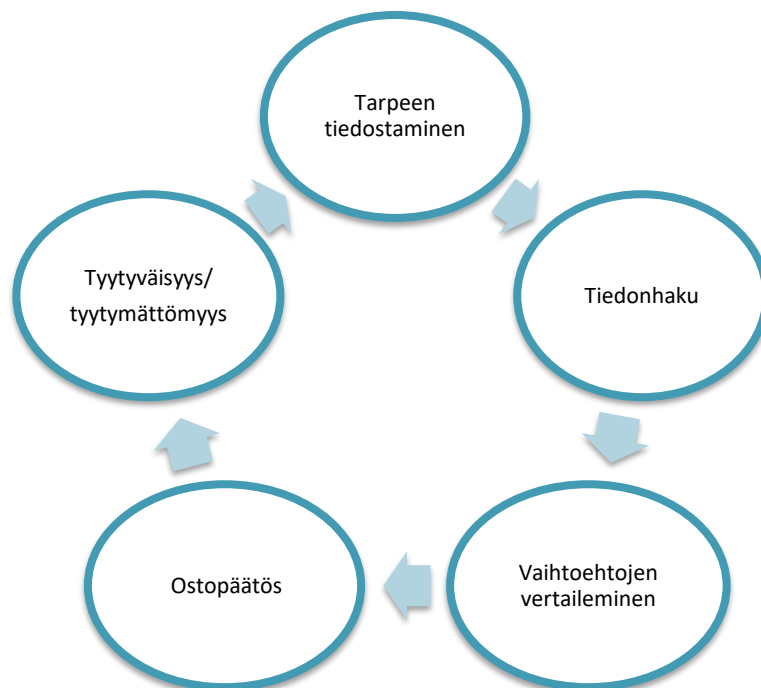 Tarpeen
tiedostaminen
Tiedonhaku
Vaihtoehtojen
vertaileminen
Ostopäätös
Tyytyväisyys/
tyytymättömyys